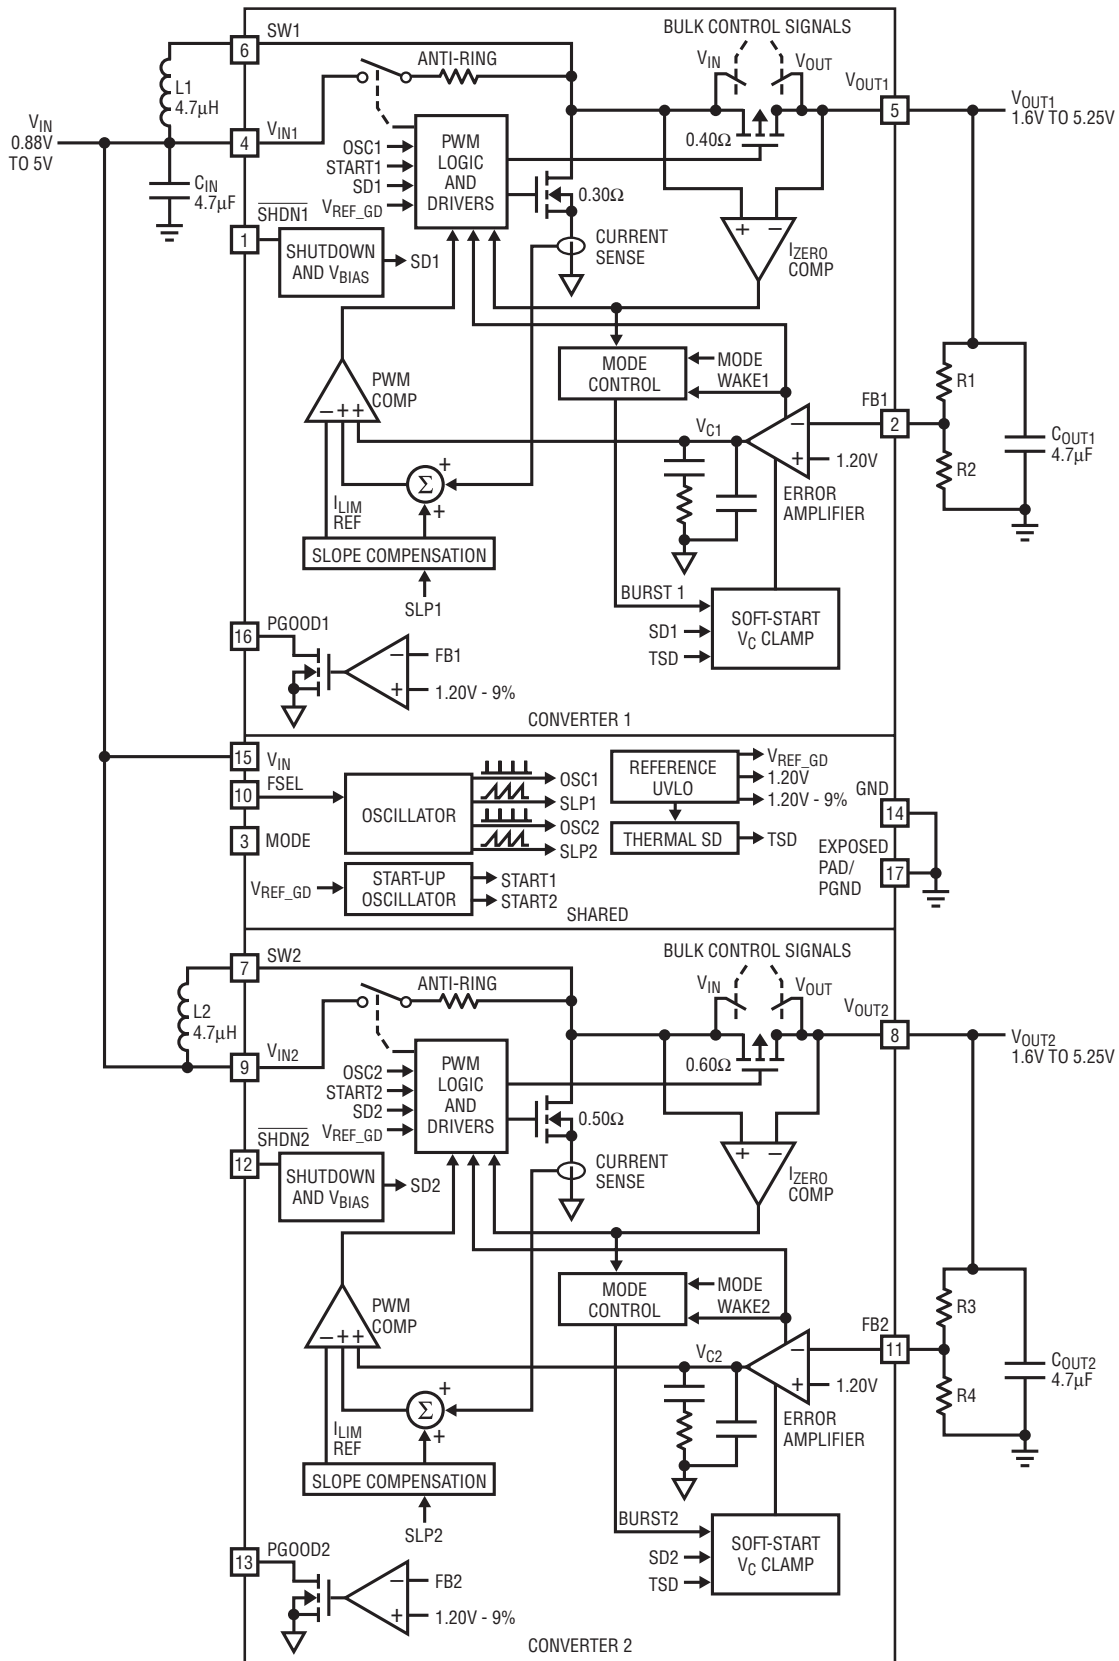 SW1
6
L1
4.7µH
VIN
0.88V
TO 5V
4
VIN1
CIN
4.7µF
ANTI-RING
BULK CONTROL SIGNALS
VIN
VOUT
VOUT1
5
VOUT1
1.6V TO 5.25V
0.40Ω
OSC1
START1
SD1
VREF_GD
PWM
LOGIC
AND
DRIVERS
0.30Ω
SHDN1
1
SHUTDOWN
AND VBIAS
SD1
CURRENT
SENSE
+ −
IZERO
COMP
MODE
CONTROL
MODE
WAKE1
PWM
COMP
− + +
VC1
FB1
2
−
+
1.20V
ERROR
AMPLIFIER
R1
R2
COUT1
4.7µF
Σ
+
+
ILIM
REF
SLOPE COMPENSATION
SLP1
BURST 1
SD1
TSD
SOFT-START
VC CLAMP
16
PGOOD1
−
+
FB1
1.20V - 9%
CONVERTER 1
15
VIN
10
FSEL
3
MODE
OSCILLATOR
OSC1
SLP1
OSC2
SLP2
REFERENCE
UVLO
VREF_GD
1.20V
1.20V - 9%
THERMAL SD
TSD
GND
14
EXPOSED
PAD/
PGND
17
VREF_GD
START-UP
OSCILLATOR
START1
START2
SHARED
SW2
7
L2
4.7µH
9
VIN2
ANTI-RING
BULK CONTROL SIGNALS
VIN
VOUT
VOUT2
8
VOUT2
1.6V TO 5.25V
0.60Ω
OSC2
START2
SD2
VREF_GD
PWM
LOGIC
AND
DRIVERS
0.50Ω
SHDN2
12
SHUTDOWN
AND VBIAS
SD2
CURRENT
SENSE
+ −
IZERO
COMP
MODE
CONTROL
MODE
WAKE2
PWM
COMP
− + +
VC2
FB2
11
−
+
1.20V
ERROR
AMPLIFIER
R3
R4
COUT2
4.7µF
Σ
+
+
ILIM
REF
SLOPE COMPENSATION
SLP2
BURST2
SD2
TSD
SOFT-START
VC CLAMP
13
PGOOD2
−
+
FB2
1.20V - 9%
CONVERTER 2